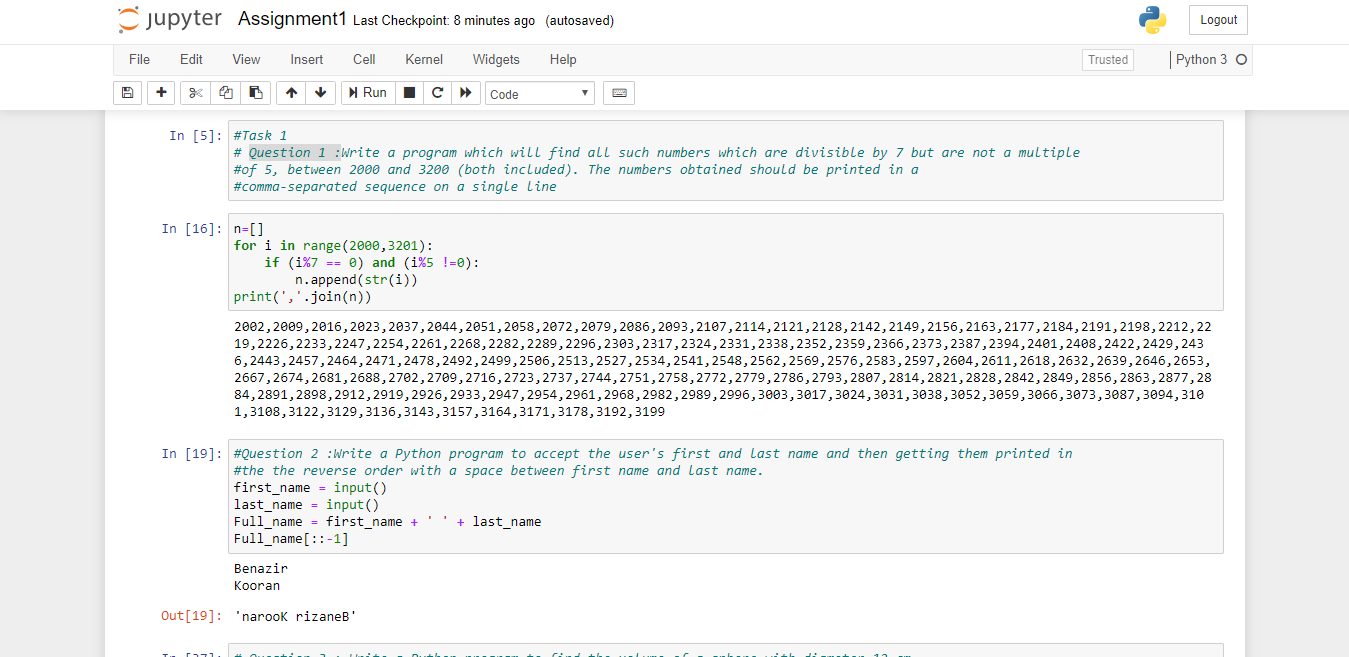 jupyter Assignment1 Last Checkpoint: 8 minutes ago (autosaved)
Logout
File Edit View Insert Cell Kernel Widgets Help
Trusted
Python 3
Run
Code
In [5]:
#Task 1
# Question 1 :Write a program which will find all such numbers which are divisible by 7 but are not a multiple
#of 5, between 2000 and 3200 (both included). The numbers obtained should be printed in a
#comma-separated sequence on a single line
In [16]:
n=[]
for i in range(2000,3201):
    if (i%7 == 0) and (i%5 !=0):
        n.append(str(i))
print(','.join(n))
2002,2009,2016,2023,2037,2044,2051,2058,2072,2079,2086,2093,2107,2114,2121,2128,2142,2149,2156,2163,2177,2184,2191,2198,2212,22
19,2226,2233,2247,2254,2261,2268,2282,2289,2296,2303,2317,2324,2331,2338,2352,2359,2366,2373,2387,2394,2401,2408,2422,2429,243
6,2443,2457,2464,2471,2478,2492,2499,2506,2513,2527,2534,2541,2548,2562,2569,2576,2583,2597,2604,2611,2618,2632,2639,2646,2653,
2667,2674,2681,2688,2702,2709,2716,2723,2737,2744,2751,2758,2772,2779,2786,2793,2807,2814,2821,2828,2842,2849,2856,2863,2877,28
84,2891,2898,2912,2919,2926,2933,2947,2954,2961,2968,2982,2989,2996,3003,3017,3024,3031,3038,3052,3059,3066,3073,3087,3094,310
1,3108,3122,3129,3136,3143,3157,3164,3171,3178,3192,3199
In [19]:
#Question 2 :Write a Python program to accept the user's first and last name and then getting them printed in
#the the reverse order with a space between first name and last name.
first_name = input()
last_name = input()
Full_name = first_name + ' ' + last_name
Full_name[::-1]
Benazir
Kooran
Out[19]: 'narooK rizaneB'